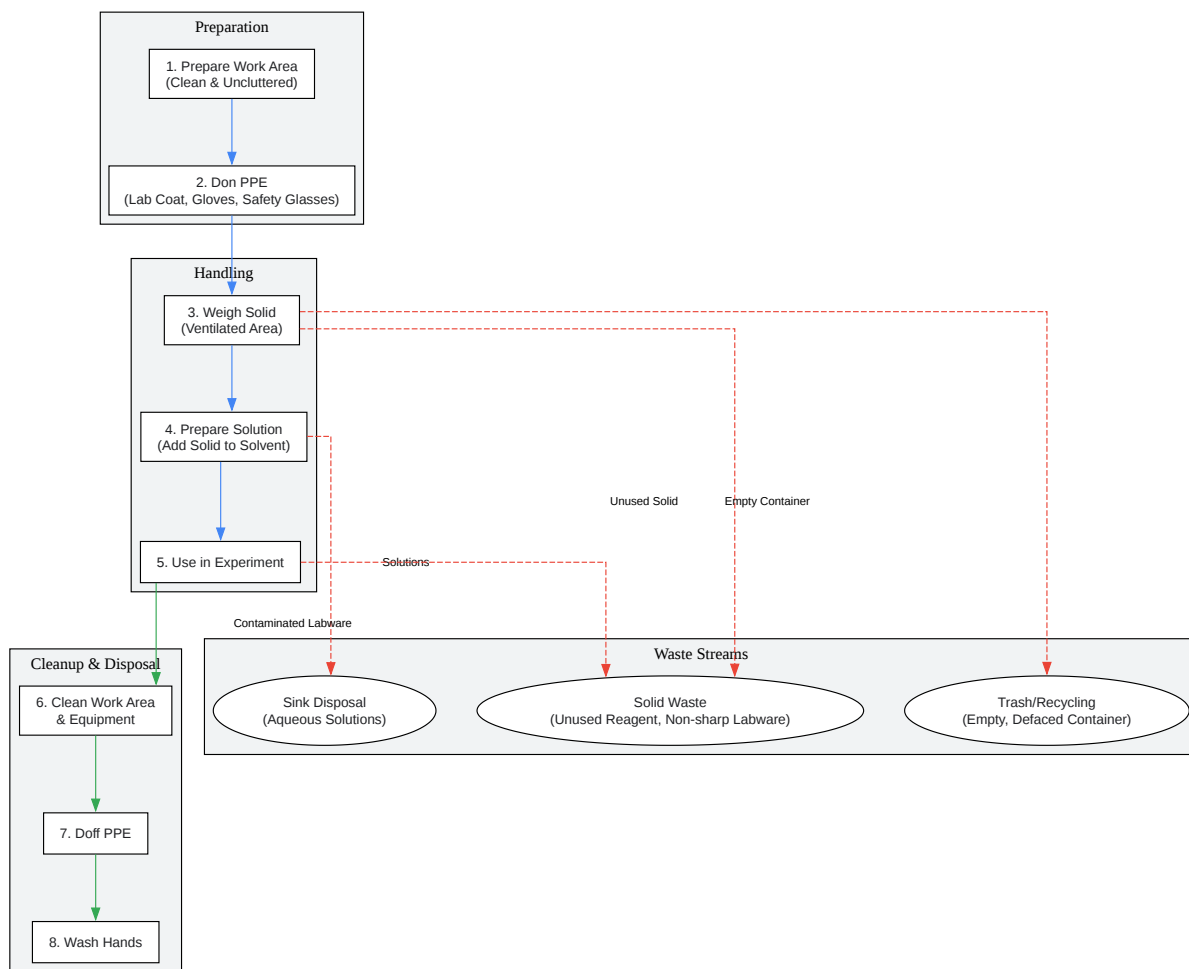 Preparation
1. Prepare Work Area
(Clean & Uncluttered)
2. Don PPE
(Lab Coat, Gloves, Safety Glasses)
Handling
3. Weigh Solid
(Ventilated Area)
4. Prepare Solution
(Add Solid to Solvent)
Unused Solid
Empty Container
5. Use in Experiment
Solutions
Contaminated Labware
Cleanup & Disposal
6. Clean Work Area
& Equipment
7. Doff PPE
8. Wash Hands
Waste Streams
Sink Disposal
(Aqueous Solutions)
Solid Waste
(Unused Reagent, Non-sharp Labware)
Trash/Recycling
(Empty, Defaced Container)